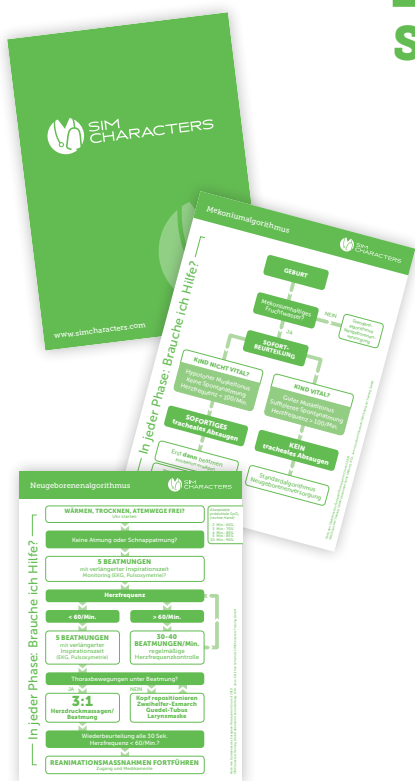 S
SIM
CHARACTERS
www.simcharacters.com
Mekoniumalgorithmus
SIM
CHARACTERS
In jeder Phase: Brauche ich Hilfe?
GEBURT
Mekoniumhaltiges
Fruchtwasser?
NEIN
JA
SOFORT-
BEURTEILUNG
KIND NICHT VITAL?
Hypotoner Muskeltonus
Keine Spontanatmung
Herzfrequenz < 100/Min.
KIND VITAL?
Guter Muskeltonus
Suffiziente Spontanatmung
Herzfrequenz > 100/Min.
SOFORTIGES
tracheales Absaugen
KEIN
tracheales Absaugen
Erst dann beatmen
Standardalgorithmus
Neugeborenenversorgung
Neugeborenenalgorithmus
SIM
CHARACTERS
In jeder Phase: Brauche ich Hilfe?
WÄRMEN, TROCKNEN, ATEMWEGE FREI?
Uhr starten
Keine Atmung oder Schnappatmung?
5 BEATMUNGEN
mit verlängerter Inspirationszeit
Monitoring (EKG, Pulsoxymetrie)?
Herzfrequenz
< 60/Min.
> 60/Min.
5 BEATMUNGEN
mit verlängerter
Inspirationszeit
(EKG, Pulsoxymetrie)
30-40
BEATMUNGEN/Min.
regelmäßige
Herzfrequenzkontrolle
Thoraxbewegungen unter Beatmung?
JA
NEIN
3:1
Herzdruckmassagen/
Beatmung
Kopf repositionieren
Zweihelfer-Esmarch
Guedel-Tubus
Larynxmaske
Wiederbeurteilung alle 30 Sek.
Herzfrequenz < 60/Min.?
REANIMATIONSMASSNAHMEN FORTFÜHREN
Zugang und Medikamente